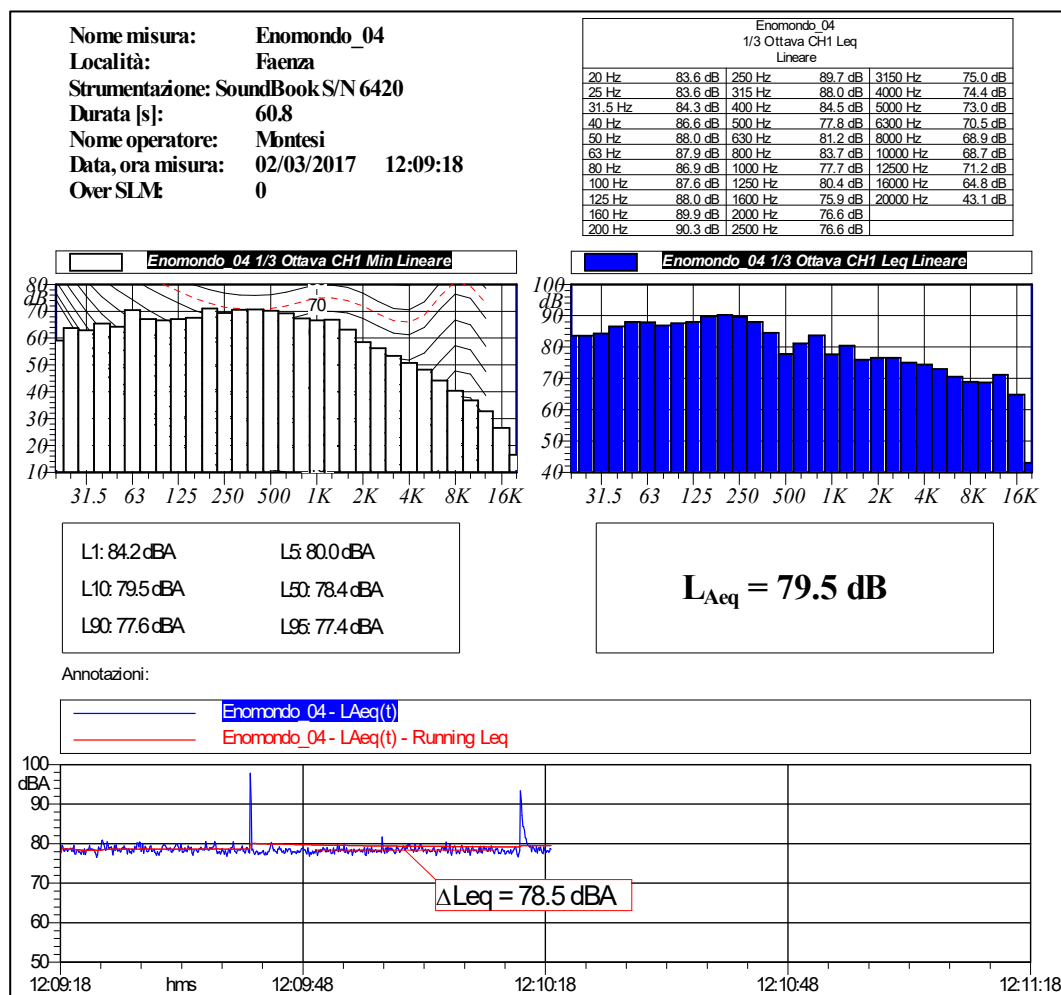 Nome misura: Enomondo_04
Località: Faenza
Strumentazione: SoundBook S/N 6420
Durata [s]: 60.8
Nome operatore: Montesi
Data, ora misura: 02/03/2017 12:09:18
Over SLM: 0
Enomondo_04
1/3 Ottava CH1 Leq
Lineare
20 Hz 83.6 dB 250 Hz 89.7 dB 3150 Hz 75.0 dB
25 Hz 83.6 dB 315 Hz 88.0 dB 4000 Hz 74.4 dB
31.5 Hz 84.3 dB 400 Hz 84.5 dB 5000 Hz 73.0 dB
40 Hz 86.6 dB 500 Hz 77.8 dB 6300 Hz 70.5 dB
50 Hz 88.0 dB 630 Hz 81.2 dB 8000 Hz 68.9 dB
63 Hz 87.9 dB 800 Hz 83.7 dB 10000 Hz 68.7 dB
80 Hz 86.9 dB 1000 Hz 77.7 dB 12500 Hz 71.2 dB
100 Hz 87.6 dB 1250 Hz 80.4 dB 16000 Hz 64.8 dB
125 Hz 88.0 dB 1600 Hz 75.9 dB 20000 Hz 43.1 dB
160 Hz 89.9 dB 2000 Hz 76.6 dB
200 Hz 90.3 dB 2500 Hz 76.6 dB
Enomondo_04 1/3 Ottava CH1 Min Lineare
80
dB
70
60
50
40
30
20
10
70
31.5 63 125 250 500 1K 2K 4K 8K 16K
Enomondo_04 1/3 Ottava CH1 Leq Lineare
100
dB
90
80
70
60
50
40
31.5 63 125 250 500 1K 2K 4K 8K 16K
L1: 84.2 dBA L5: 80.0 dBA
L10: 79.5 dBA L50: 78.4 dBA
L90: 77.6 dBA L95: 77.4 dBA
LAeq = 79.5 dB
Annotazioni:
Enomondo_04 - LAeq(t)
Enomondo_04 - LAeq(t) - Running Leq
100
dBA
90
80
70
60
50
ΔLeq = 78.5 dBA
12:09:18 hms 12:09:48 12:10:18 12:10:48 12:11:18